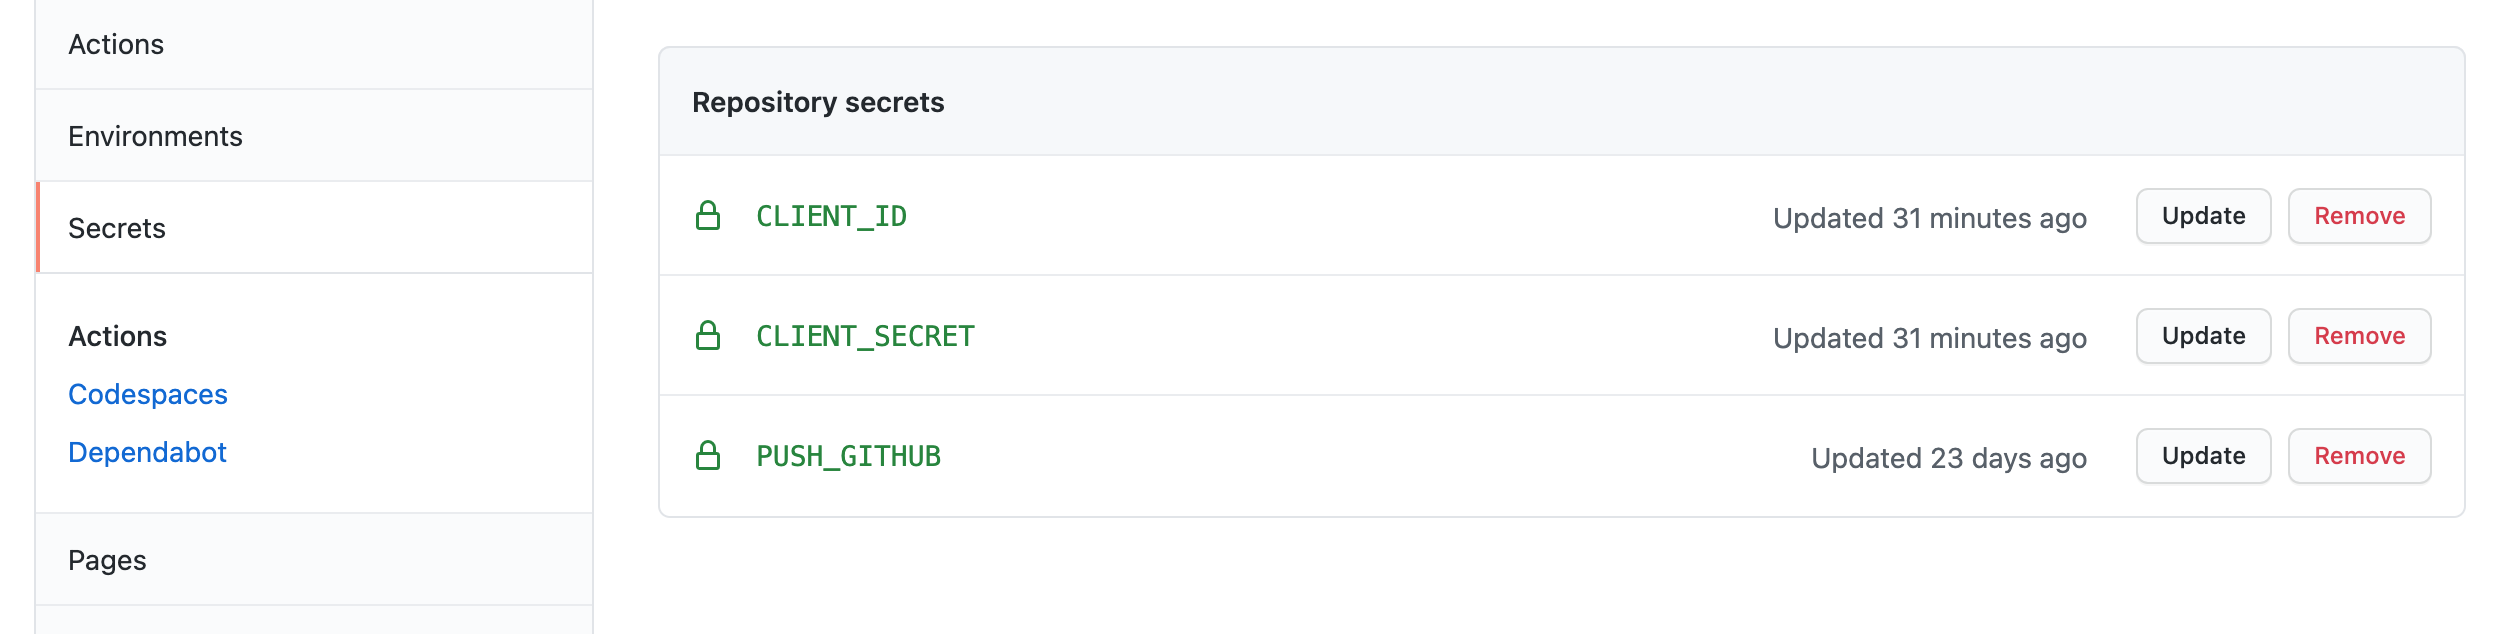 Actions
Environments
Secrets
Actions
Codespaces
Dependabot
Pages
Repository secrets
CLIENT_ID Updated 31 minutes ago Update Remove
CLIENT_SECRET Updated 31 minutes ago Update Remove
PUSH_GITHUB Updated 23 days ago Update Remove